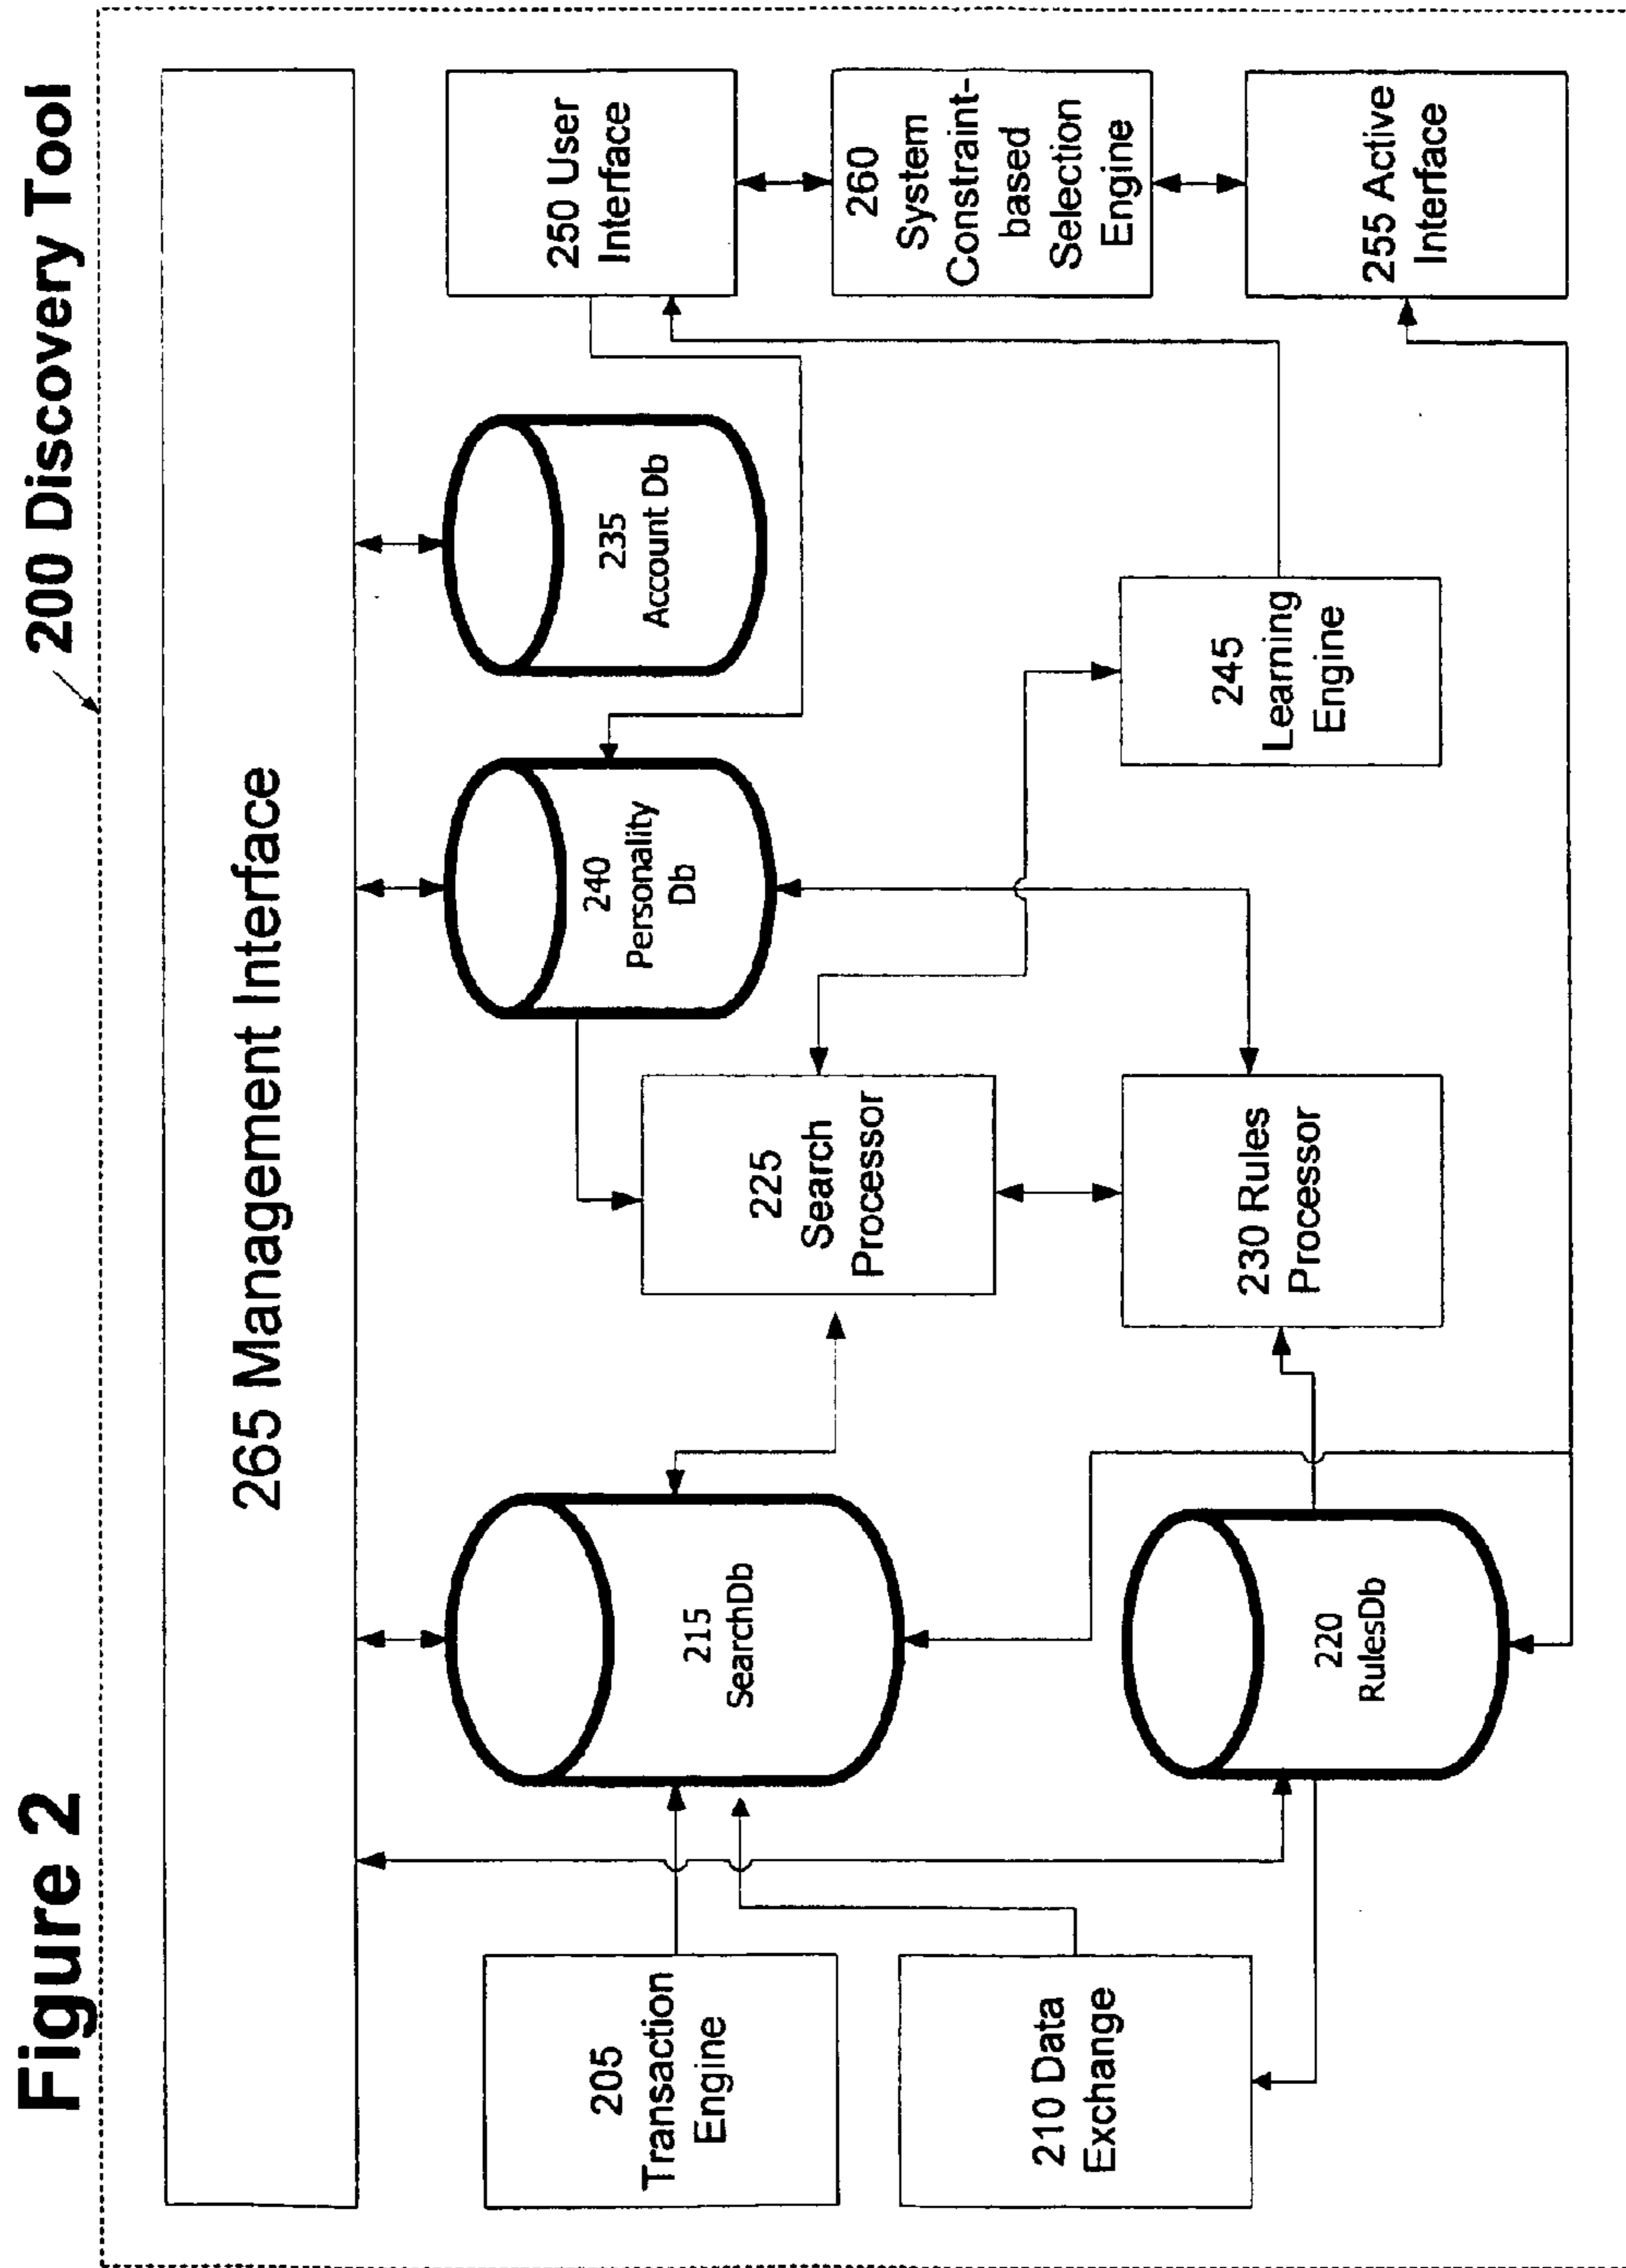 Figure 2
200 Discovery Tool
265 Management Interface
205
Transaction
Engine
210 Data
Exchange
215
SearchDb
220
RulesDb
225
Search
Processor
230 Rules
Processor
240
Personality
Db
235
Account Db
245
Learning
Engine
250 User
Interface
260
System
Constraint-
based
Selection
Engine
255 Active
Interface